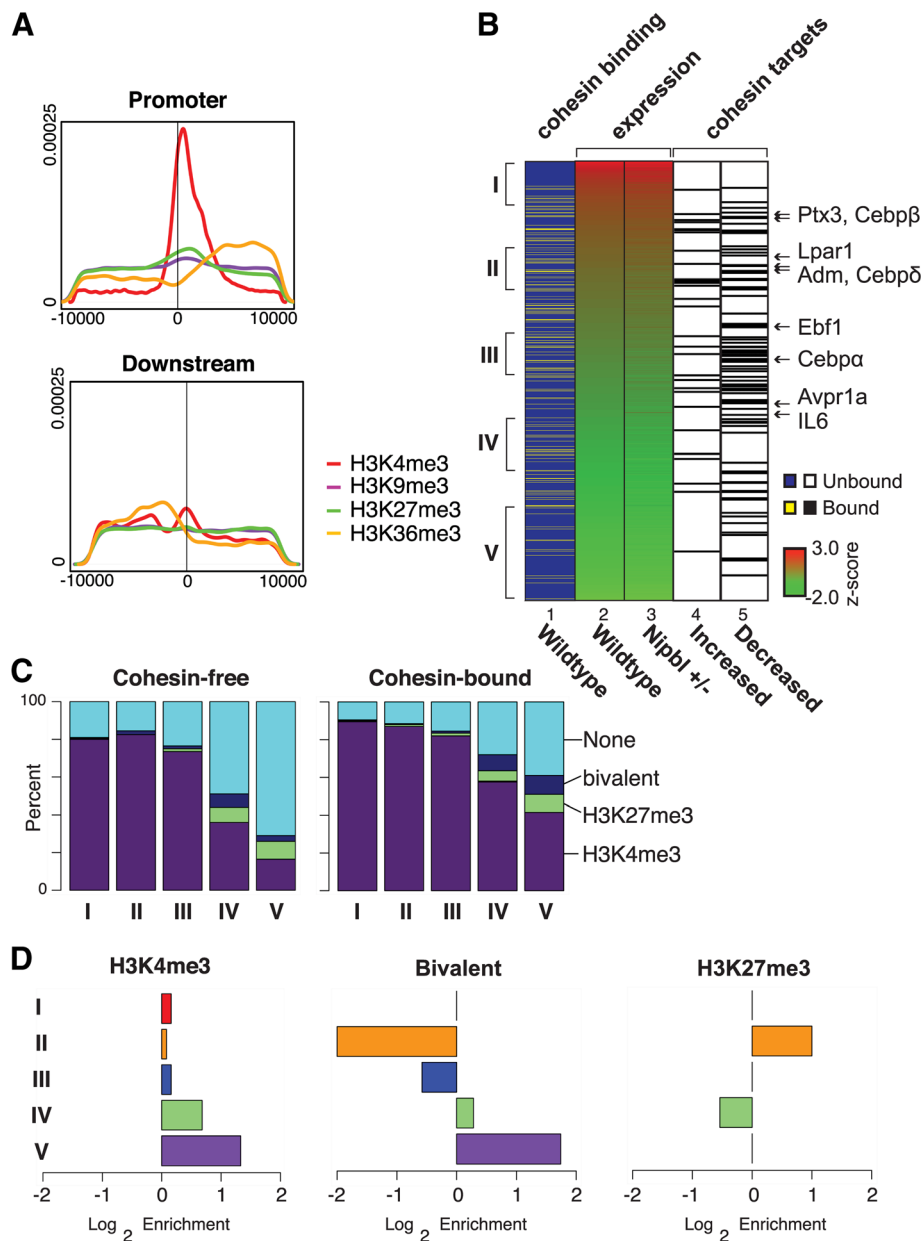 A
Promoter
0.00025
0
-10000 0 10000
Downstream
0.00025
0
-10000 0 10000
H3K4me3
H3K9me3
H3K27me3
H3K36me3
B
cohesin binding
expression
cohesin targets
I
II
III
IV
V
Ptx3, Cebpβ
Lpar1
Adm, Cebpδ
Ebf1
Cebpα
Avpr1a
IL6
Unbound
Bound
3.0
-2.0
z-score
1 2 3 4 5
Wildtype
Wildtype
Nipbl +/-
Increased
Decreased
C
Cohesin-free
Cohesin-bound
100
Percent
0
I II III IV V
I II III IV V
None
bivalent
H3K27me3
H3K4me3
D
H3K4me3
Bivalent
H3K27me3
I
II
III
IV
V
-2 -1 0 1 2
-2 -1 0 1 2
-2 -1 0 1 2
Log 2 Enrichment
Log 2 Enrichment
Log 2 Enrichment